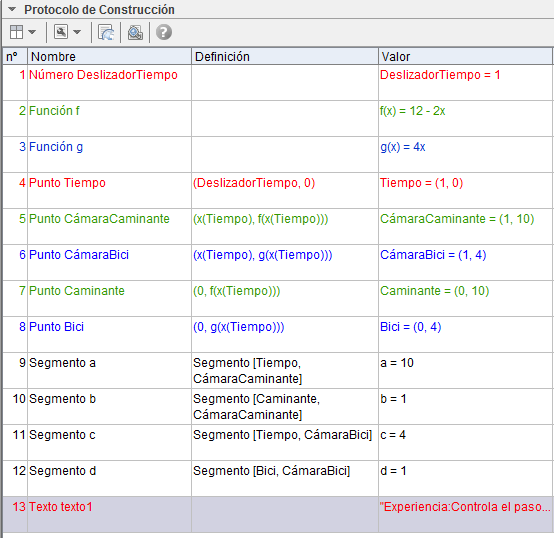 Protocolo de Construcción
nº Nombre Definición Valor
1 Número DeslizadorTiempo DeslizadorTiempo = 1
2 Función f f(x) = 12 - 2x
3 Función g g(x) = 4x
4 Punto Tiempo (DeslizadorTiempo, 0) Tiempo = (1, 0)
5 Punto CámaraCaminante (x(Tiempo), f(x(Tiempo))) CámaraCaminante = (1, 10)
6 Punto CámaraBici (x(Tiempo), g(x(Tiempo))) CámaraBici = (1, 4)
7 Punto Caminante (0, f(x(Tiempo))) Caminante = (0, 10)
8 Punto Bici (0, g(x(Tiempo))) Bici = (0, 4)
9 Segmento a Segmento [Tiempo, a = 10
CámaraCaminante]
10 Segmento b Segmento [Caminante, b = 1
CámaraCaminante]
11 Segmento c Segmento [Tiempo, CámaraBici] c = 4
12 Segmento d Segmento [Bici, CámaraBici] d = 1
13 Texto texto1 "Experiencia:Controla el paso...